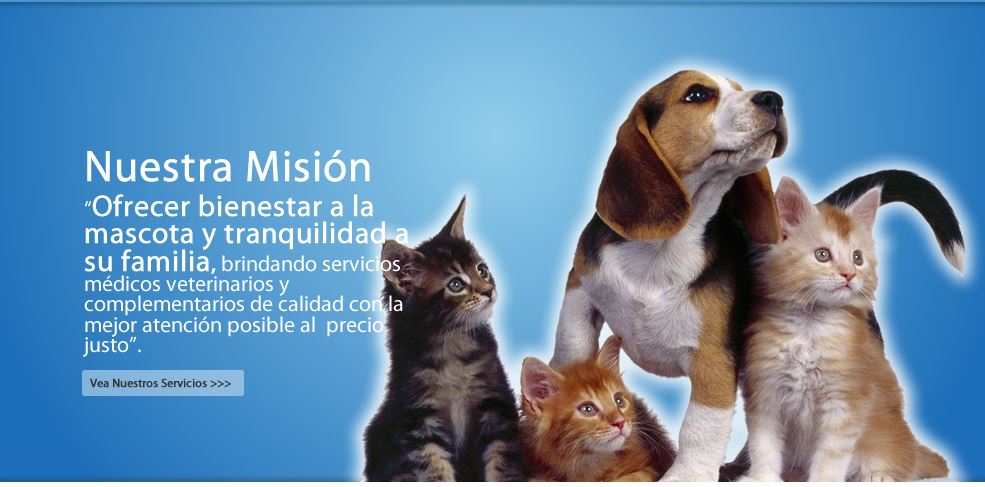 Nuestra Misión
“Ofrecer bienestar a la
mascota y tranquilidad a
su familia, brindando servicios
médicos veterinarios y
complementarios de calidad con la
mejor atención posible al precio
justo”.
Vea Nuestros Servicios >>>